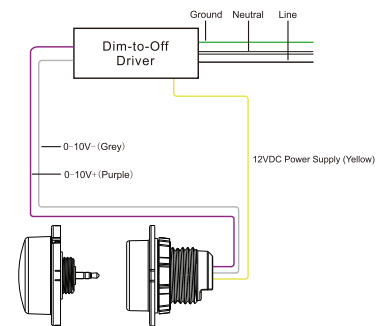 Ground Neutral Line
Dim-to-Off
Driver
0-10V-(Grey)
12VDC Power Supply (Yellow)
0-10V+(Purple)